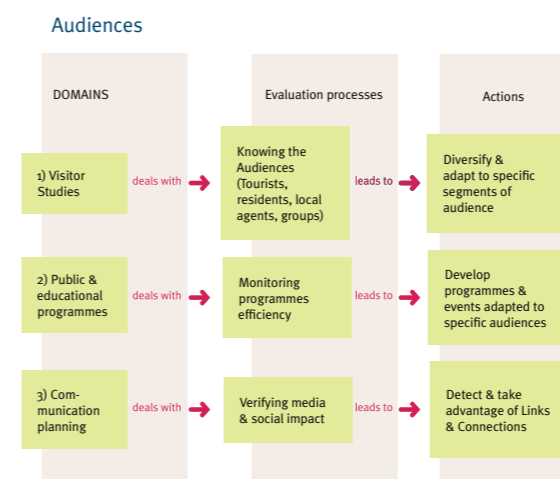 Audiences
DOMAINS
Evaluation processes
Actions
1) Visitor
Studies
deals with
Knowing the
Audiences
(Tourists,
residents, local
agents, groups)
leads to
Diversify &
adapt to specific
segments of
audience
2) Public &
educational
programmes
deals with
Monitoring
programmes
efficiency
leads to
Develop
programmes &
events adapted to
specific audiences
3) Com-
munication
planning
deals with
Verifying media
& social impact
leads to
Detect & take
advantage of Links
& Connections